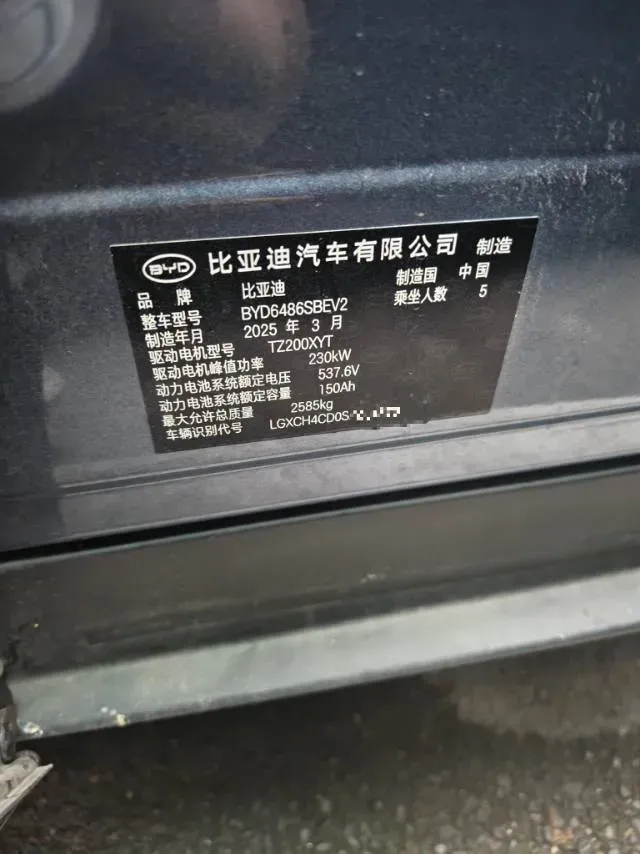 BYD 比亚迪汽车有限公司 制造
品牌 比亚迪 制造国 中国
整车型号 BYD6486SBEV2 乘坐人数 5
制造年月 2025 年 3 月
驱动电机型号 TZ200XYT
驱动电机峰值功率 230kW
动力电池系统额定电压 537.6V
动力电池系统额定容量 150Ah
最大允许总质量 2585kg
车辆识别代号 LGXCH4CD0S